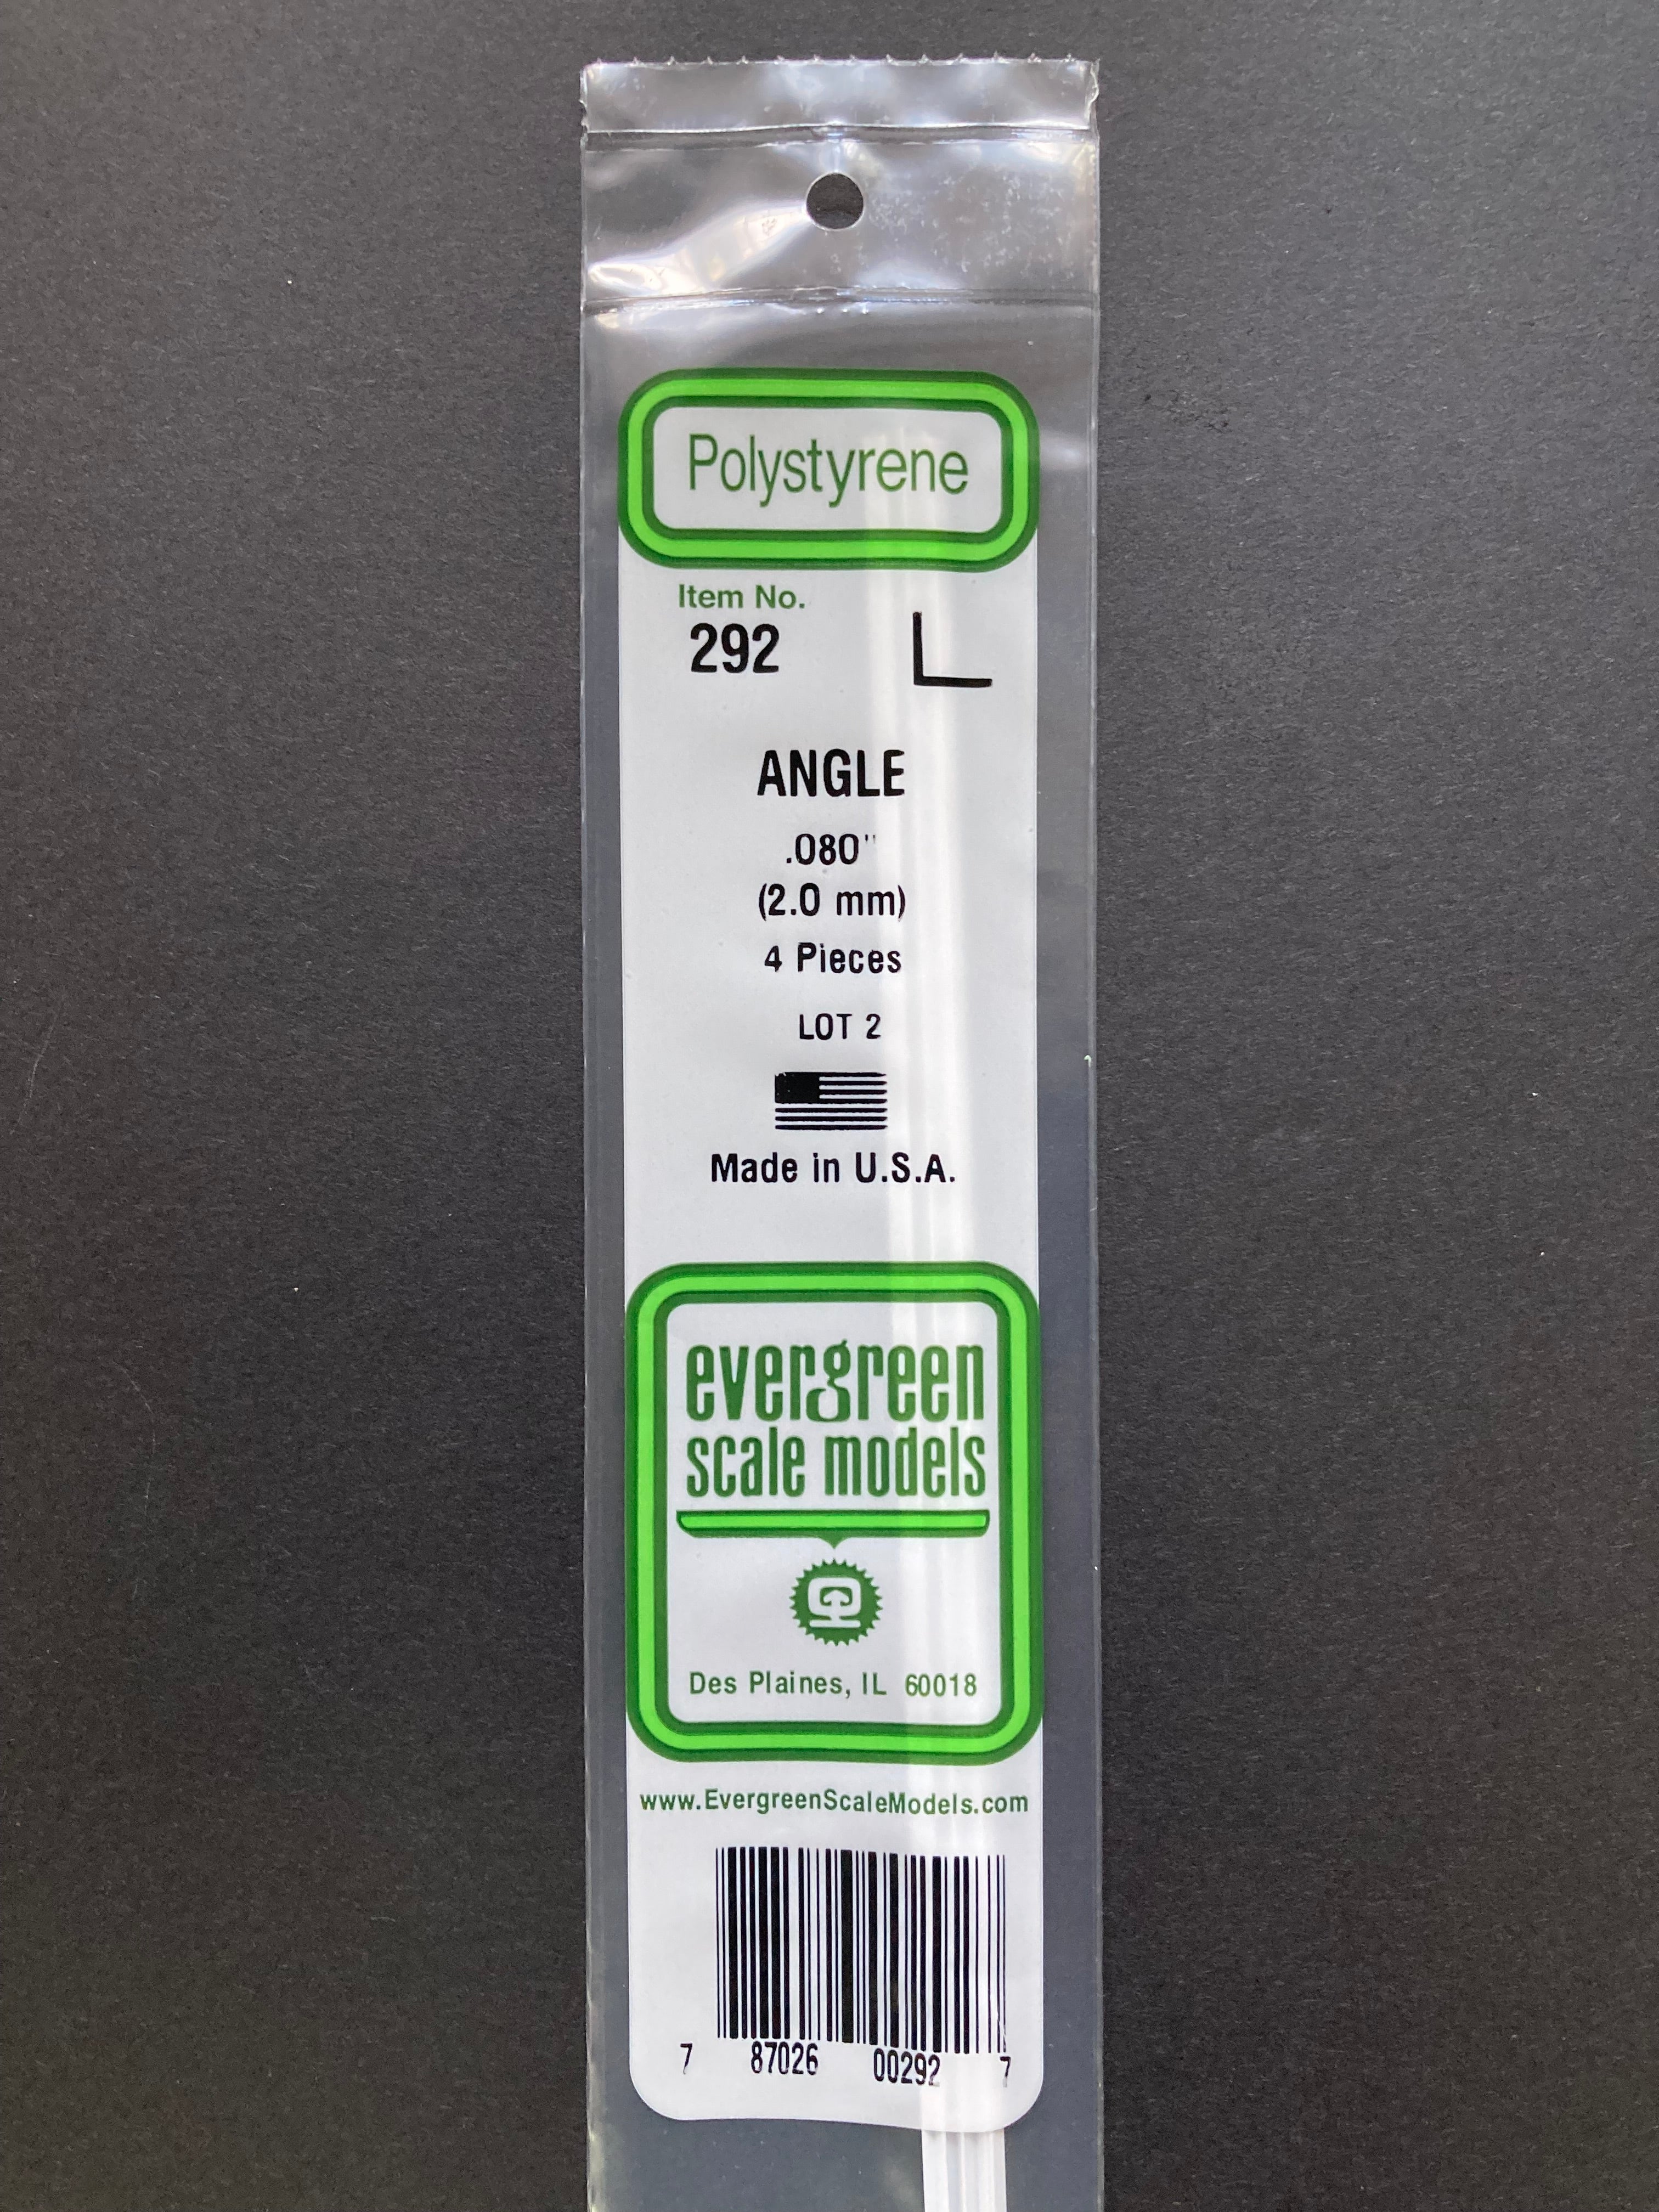 Polystyrene
Item No.
292
ANGLE
.080"
(2.0 mm)
4 Pieces
LOT 2
Made in U.S.A.
evergreen
scale models
Des Plaines, IL 60018
www.EvergreenScaleModels.com
7 87026 00292 7